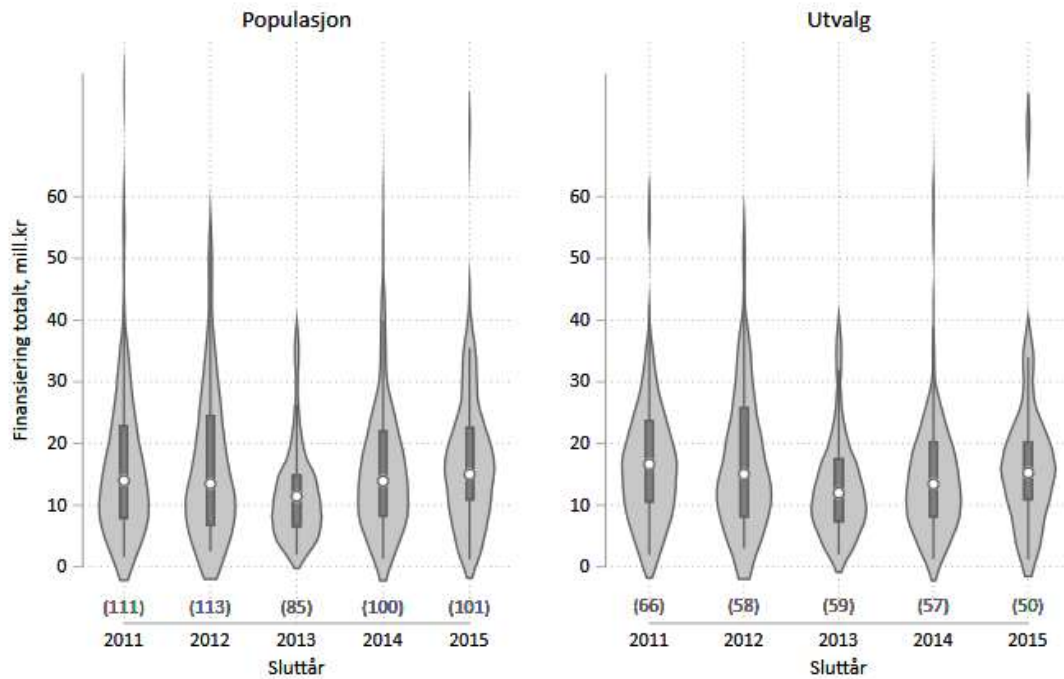 Populasjon
Finansiering totalt, mill.kr
60
50
40
30
20
10
0
(111) (113) (85) (100) (101)
2011 2012 2013 2014 2015
Sluttår
Utvalg
60
50
40
30
20
10
0
(66) (58) (59) (57) (50)
2011 2012 2013 2014 2015
Sluttår